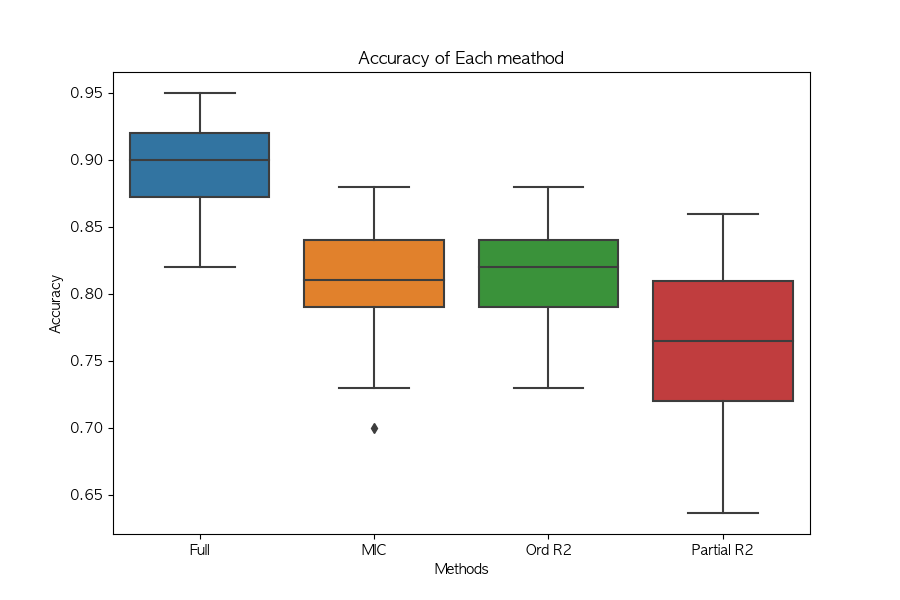 Accuracy of Each meathod
0.95
0.90
0.85
0.80
0.75
0.70
0.65
Accuracy
Full
MIC
Ord R2
Partial R2
Methods